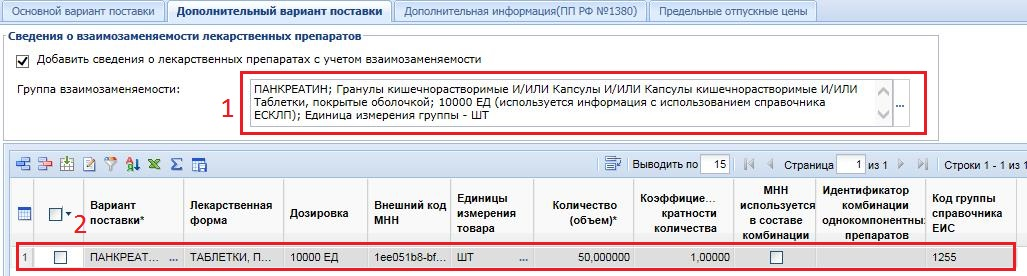 Основной вариант поставки Дополнительный вариант поставки Дополнительная информация(ПП РФ №1380) Предельные отпускные цены
Сведения о взаимозаменяемости лекарственных препаратов
Добавить сведения о лекарственных препаратах с учетом взаимозаменяемости
Группа взаимозаменяемости:
1
ПАНКРЕАТИН; Гранулы кишечнорастворимые И/ИЛИ Капсулы И/ИЛИ Капсулы кишечнорастворимые И/ИЛИ
Таблетки, покрытые оболочкой; 10000 ЕД (используется информация с использованием справочника
ЕСКЛП); Единица измерения группы - ШТ
...
Выводить по 15 Страница 1 из 1 Строки 1 - 1 из 1
2
Вариант поставки*
Лекарственная форма
Дозировка
Внешний код МНН
Единицы измерения товара
Количество (объем)*
Коэффицие... кратности количества
МНН используется в составе комбинации
Идентификатор комбинации однокомпонентных препаратов
Код группы справочника ЕИС
1 ПАНКРЕАТ... ... ТАБЛЕТКИ, П... 10000 ЕД 1ee051b8-bf... ШТ ... 50,000000 1,00000 1255